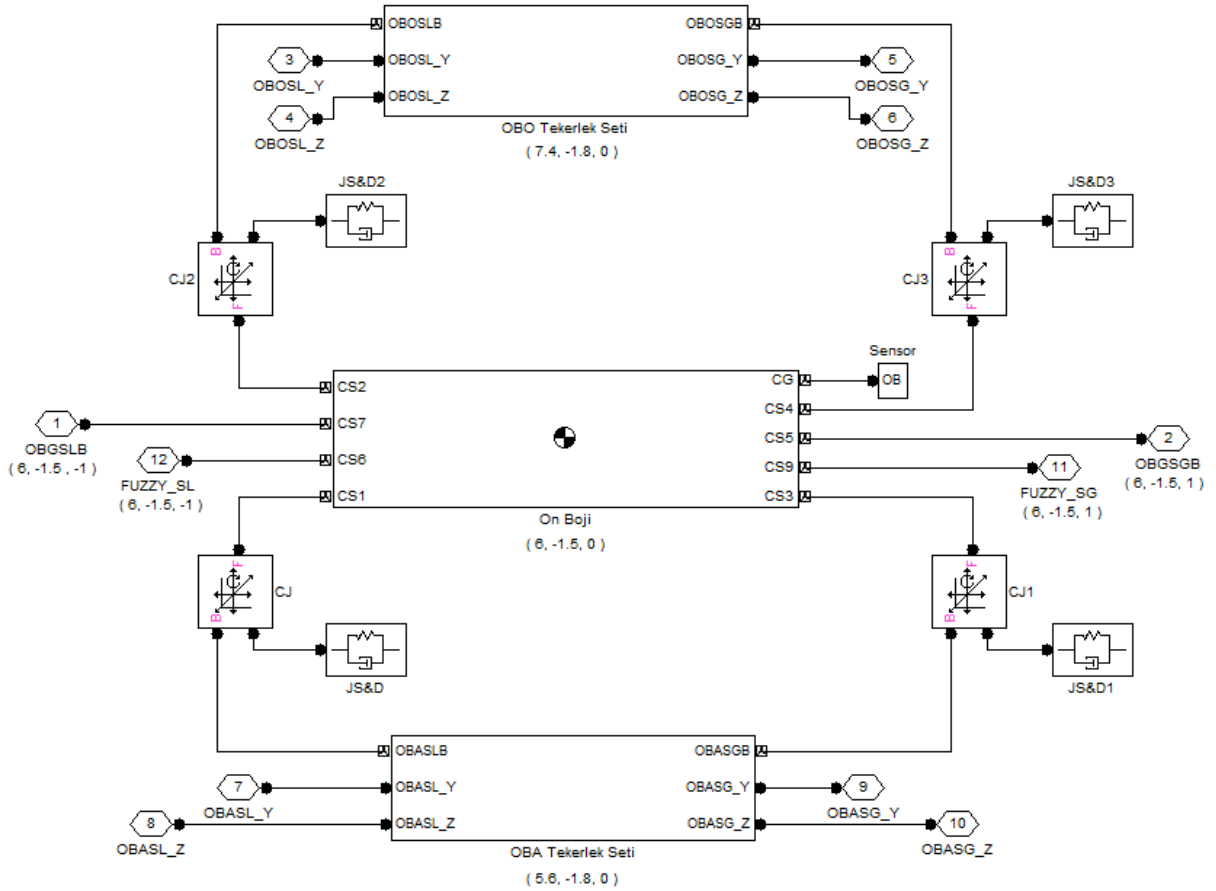 OBOSLB
OBOSGB
3
OBOSL_Y
OBOSL_Y
OBOSG_Y
5
OBOSG_Y
4
OBOSL_Z
OBOSL_Z
OBOSG_Z
6
OBOSG_Z
OBO Tekerlek Seti
( 7.4, -1.8, 0 )
JS&D2
JS&D3
B
CJ2
F
B
CJ3
F
Sensor
CS2
CG
OB
CS4
1
OBGSLB
( 6, -1.5 , -1 )
CS7
CS5
2
OBGSGB
( 6, -1.5, 1 )
12
FUZZY_SL
( 6, -1.5, -1 )
CS6
CS9
11
FUZZY_SG
( 6, -1.5, 1 )
CS1
CS3
On Boji
( 6, -1.5, 0 )
F
CJ
B
F
CJ1
B
JS&D
JS&D1
OBASLB
OBASGB
7
OBASL_Y
OBASL_Y
OBASG_Y
9
OBASG_Y
8
OBASL_Z
OBASL_Z
OBASG_Z
10
OBASG_Z
OBA Tekerlek Seti
( 5.6, -1.8, 0 )